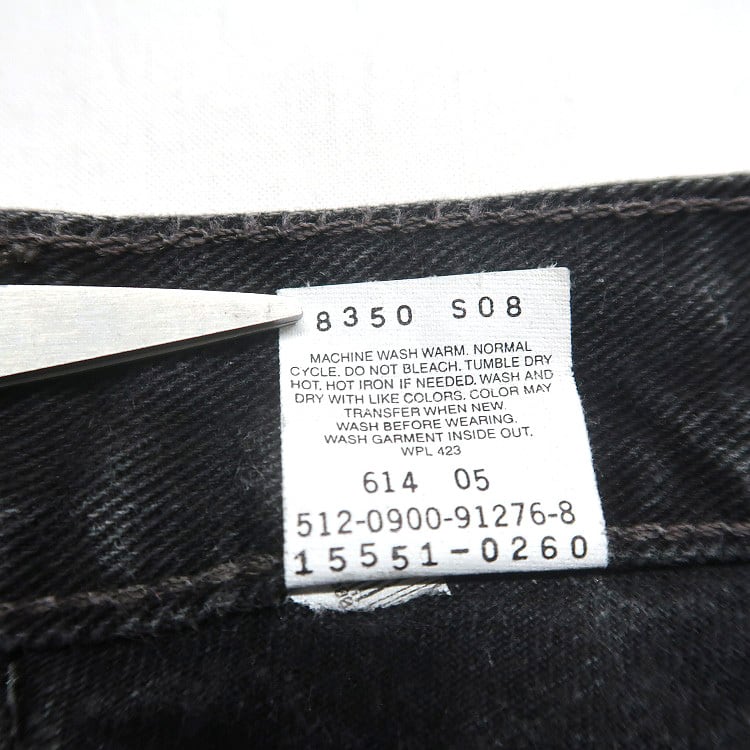 8350 S08
MACHINE WASH WARM. NORMAL
CYCLE. DO NOT BLEACH. TUMBLE DRY
HOT. HOT IRON IF NEEDED. WASH AND
DRY WITH LIKE COLORS. COLOR MAY
TRANSFER WHEN NEW.
WASH BEFORE WEARING.
WASH GARMENT INSIDE OUT.
WPL 423
614 05
512-0900-91276-8
15551-0260